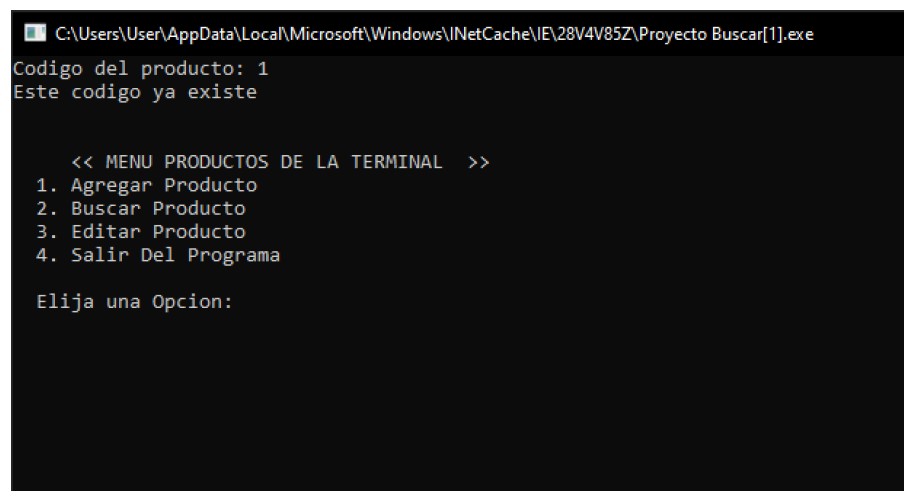 C:\Users\User\AppData\Local\Microsoft\Windows\INetCache\IE\28V4V85Z\Proyecto Buscar[1].exe
Codigo del producto: 1
Este codigo ya existe
<< MENU PRODUCTOS DE LA TERMINAL >>
1. Agregar Producto
2. Buscar Producto
3. Editar Producto
4. Salir Del Programa
Elija una Opcion: